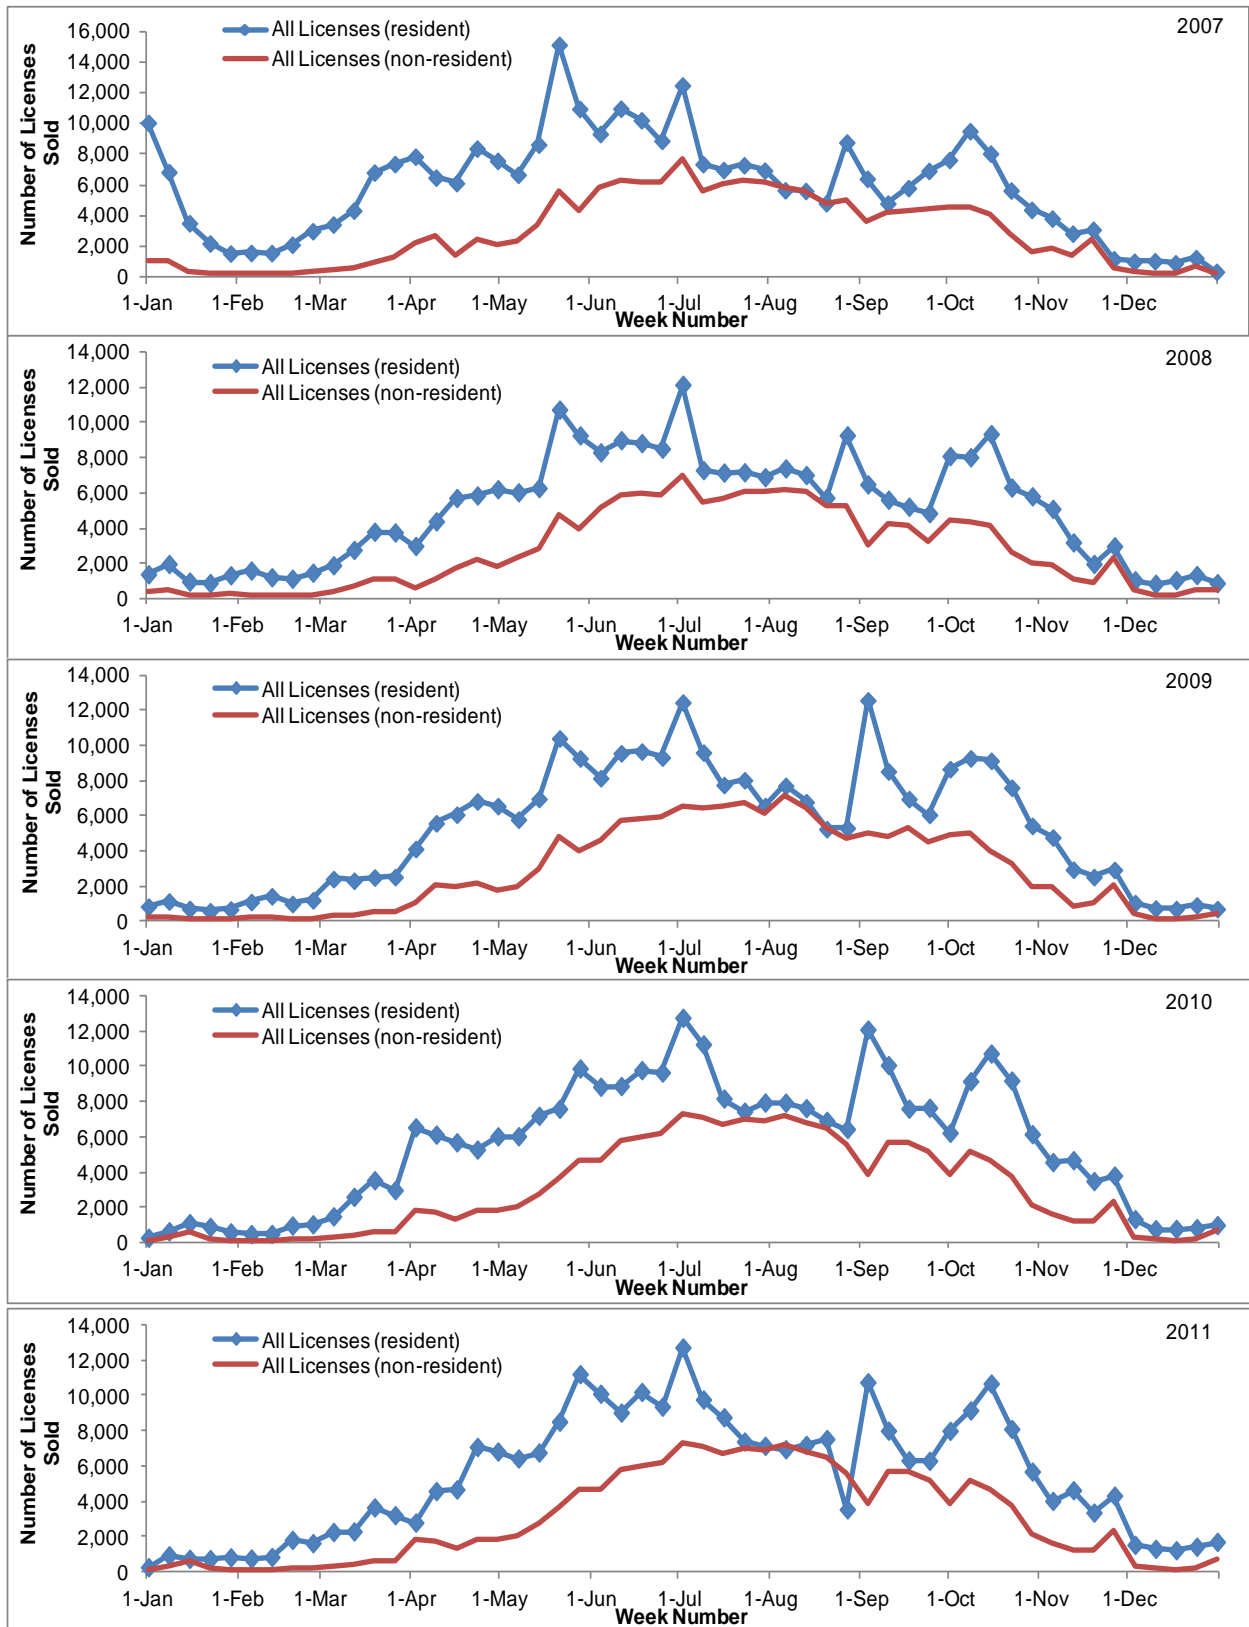 2007
All Licenses (resident)
All Licenses (non-resident)
Number of Licenses
Sold
16,000
14,000
12,000
10,000
8,000
6,000
4,000
2,000
0
1-Jan 1-Feb 1-Mar 1-Apr 1-May 1-Jun 1-Jul 1-Aug 1-Sep 1-Oct 1-Nov 1-Dec
Week Number
2008
All Licenses (resident)
All Licenses (non-resident)
Number of Licenses
Sold
14,000
12,000
10,000
8,000
6,000
4,000
2,000
0
1-Jan 1-Feb 1-Mar 1-Apr 1-May 1-Jun 1-Jul 1-Aug 1-Sep 1-Oct 1-Nov 1-Dec
Week Number
2009
All Licenses (resident)
All Licenses (non-resident)
Number of Licenses
Sold
14,000
12,000
10,000
8,000
6,000
4,000
2,000
0
1-Jan 1-Feb 1-Mar 1-Apr 1-May 1-Jun 1-Jul 1-Aug 1-Sep 1-Oct 1-Nov 1-Dec
Week Number
2010
All Licenses (resident)
All Licenses (non-resident)
Number of Licenses
Sold
14,000
12,000
10,000
8,000
6,000
4,000
2,000
0
1-Jan 1-Feb 1-Mar 1-Apr 1-May 1-Jun 1-Jul 1-Aug 1-Sep 1-Oct 1-Nov 1-Dec
Week Number
2011
All Licenses (resident)
All Licenses (non-resident)
Number of Licenses
Sold
14,000
12,000
10,000
8,000
6,000
4,000
2,000
0
1-Jan 1-Feb 1-Mar 1-Apr 1-May 1-Jun 1-Jul 1-Aug 1-Sep 1-Oct 1-Nov 1-Dec
Week Number